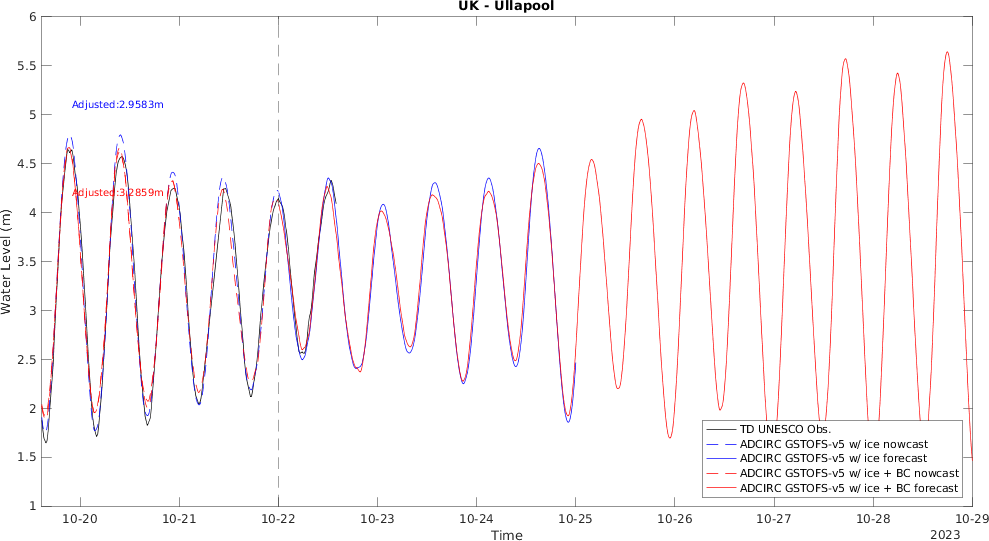 UK - Ullapool
6
5.5
5
4.5
4
3.5
3
2.5
2
1.5
1
Water Level (m)
Adjusted:2.9583m
Adjusted:3.2859m
TD UNESCO Obs.
ADCIRC GSTOFS-v5 w/ ice nowcast
ADCIRC GSTOFS-v5 w/ ice forecast
ADCIRC GSTOFS-v5 w/ ice + BC nowcast
ADCIRC GSTOFS-v5 w/ ice + BC forecast
10-20 10-21 10-22 10-23 10-24 10-25 10-26 10-27 10-28 10-29
Time
2023